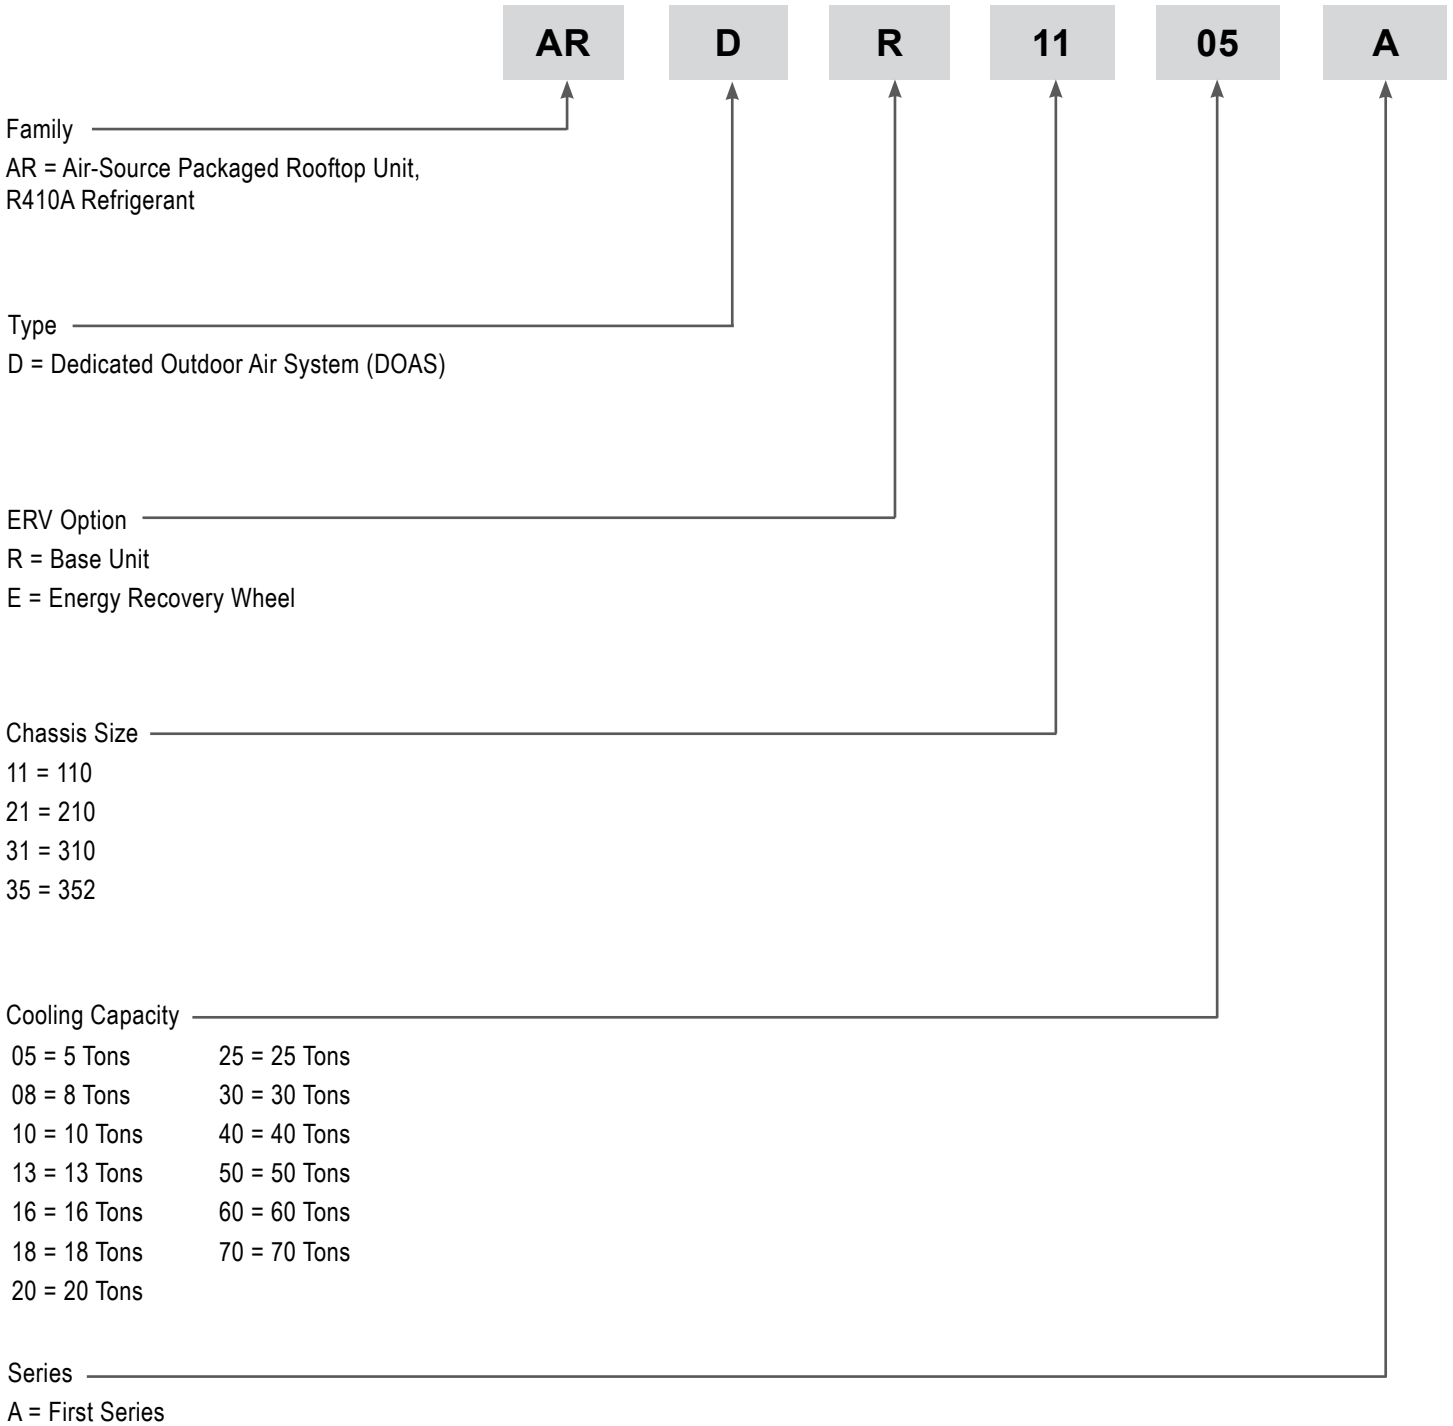 AR D R 11 05 A
Family
AR = Air-Source Packaged Rooftop Unit,
R410A Refrigerant
Type
D = Dedicated Outdoor Air System (DOAS)
ERV Option
R = Base Unit
E = Energy Recovery Wheel
Chassis Size
11 = 110
21 = 210
31 = 310
35 = 352
Cooling Capacity
05 = 5 Tons
08 = 8 Tons
10 = 10 Tons
13 = 13 Tons
16 = 16 Tons
18 = 18 Tons
20 = 20 Tons
25 = 25 Tons
30 = 30 Tons
40 = 40 Tons
50 = 50 Tons
60 = 60 Tons
70 = 70 Tons
Series
A = First Series